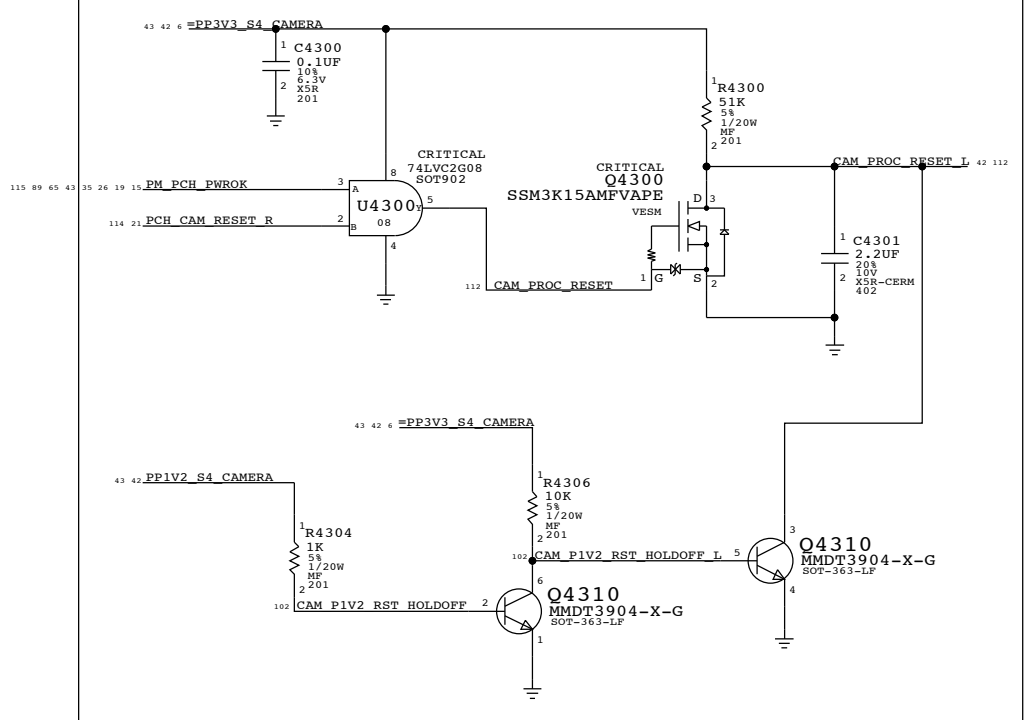 43 42 6 =PP3V3_S4_CAMERA
1 C4300
0.1UF
10%
6.3V
2 X5R
201
1 R4300
51K
5%
1/20W
MF
2 201
CAM_PROC_RESET_L 42 112
CRITICAL
74LVC2G08
SOT902
8
115 89 65 43 35 26 19 15 PM_PCH_PWROK 3 A
U4300 Y 5
08
114 21 PCH_CAM_RESET_R 2 B
4
CRITICAL
Q4300
SSM3K15AMFVAPE
VESM
D 3
1 G S 2
112 CAM_PROC_RESET
1 C4301
2.2UF
20%
10V
2 X5R-CERM
402
43 42 6 =PP3V3_S4_CAMERA
43 42 PP1V2_S4_CAMERA
1 R4306
10K
5%
1/20W
MF
2 201
1 R4304
1K
5%
1/20W
MF
2 201
102 CAM_P1V2_RST_HOLDOFF_L 5
3
Q4310
MMDT3904-X-G
SOT-363-LF
4
102 CAM_P1V2_RST_HOLDOFF 2
6
Q4310
MMDT3904-X-G
SOT-363-LF
1